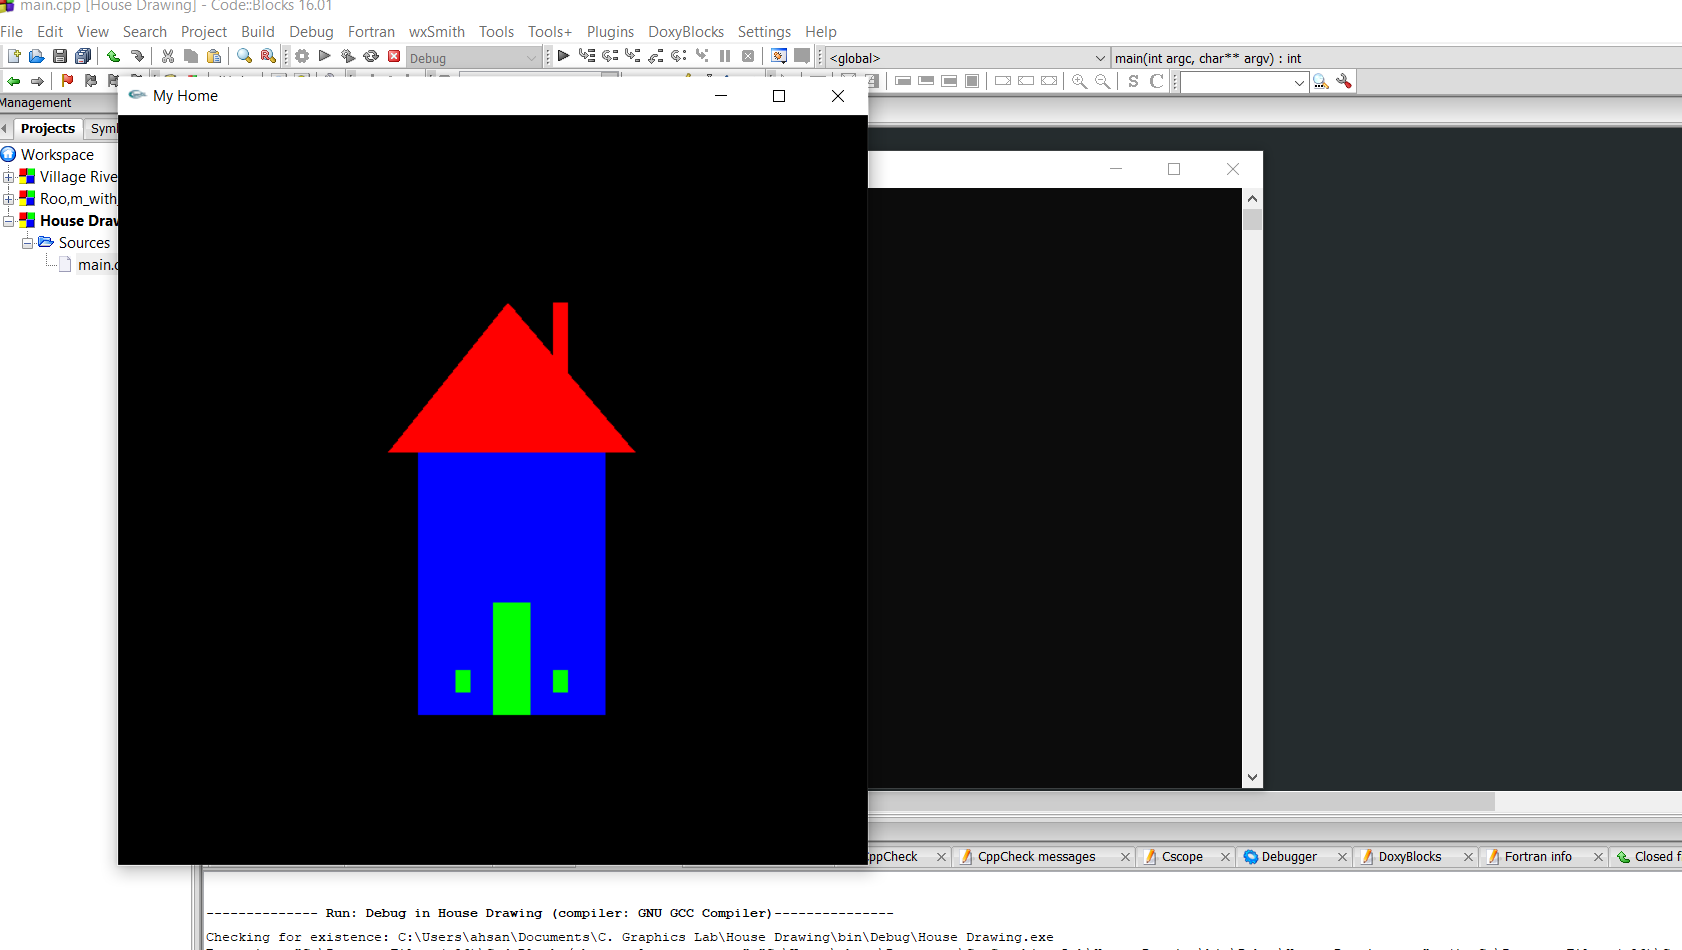 main.cpp [House Drawing] - Code::Blocks 16.01
File Edit View Search Project Build Debug Fortran wxSmith Tools Tools+ Plugins DoxyBlocks Settings Help
Debug
<global>
main(int argc, char** argv) : int
S C
My Home
Management
Projects
Workspace
Village Rive
Roo,m_with
House Draw
Sources
main.c
CppCheck messages
Cscope
Debugger
DoxyBlocks
Fortran info
-------------- Run: Debug in House Drawing (compiler: GNU GCC Compiler)---------------
Checking for existence: C:\Users\ahsan\Documents\C. Graphics Lab\House Drawing\bin\Debug\House Drawing.exe